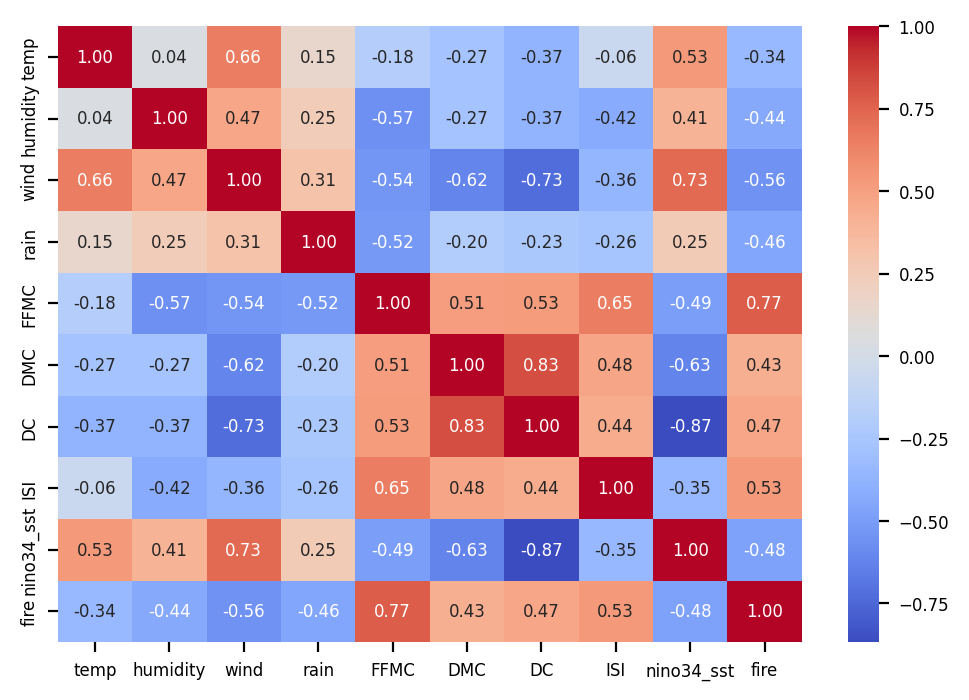 temp 1.00 0.04 0.66 0.15 -0.18 -0.27 -0.37 -0.06 0.53 -0.34
humidity 0.04 1.00 0.47 0.25 -0.57 -0.27 -0.37 -0.42 0.41 -0.44
wind 0.66 0.47 1.00 0.31 -0.54 -0.62 -0.73 -0.36 0.73 -0.56
rain 0.15 0.25 0.31 1.00 -0.52 -0.20 -0.23 -0.26 0.25 -0.46
FFMC -0.18 -0.57 -0.54 -0.52 1.00 0.51 0.53 0.65 -0.49 0.77
DMC -0.27 -0.27 -0.62 -0.20 0.51 1.00 0.83 0.48 -0.63 0.43
DC -0.37 -0.37 -0.73 -0.23 0.53 0.83 1.00 0.44 -0.87 0.47
ISI -0.06 -0.42 -0.36 -0.26 0.65 0.48 0.44 1.00 -0.35 0.53
nino34_sst 0.53 0.41 0.73 0.25 -0.49 -0.63 -0.87 -0.35 1.00 -0.48
fire -0.34 -0.44 -0.56 -0.46 0.77 0.43 0.47 0.53 -0.48 1.00
temp humidity wind rain FFMC DMC DC ISI nino34_sst fire
1.00
0.75
0.50
0.25
0.00
−0.25
−0.50
−0.75